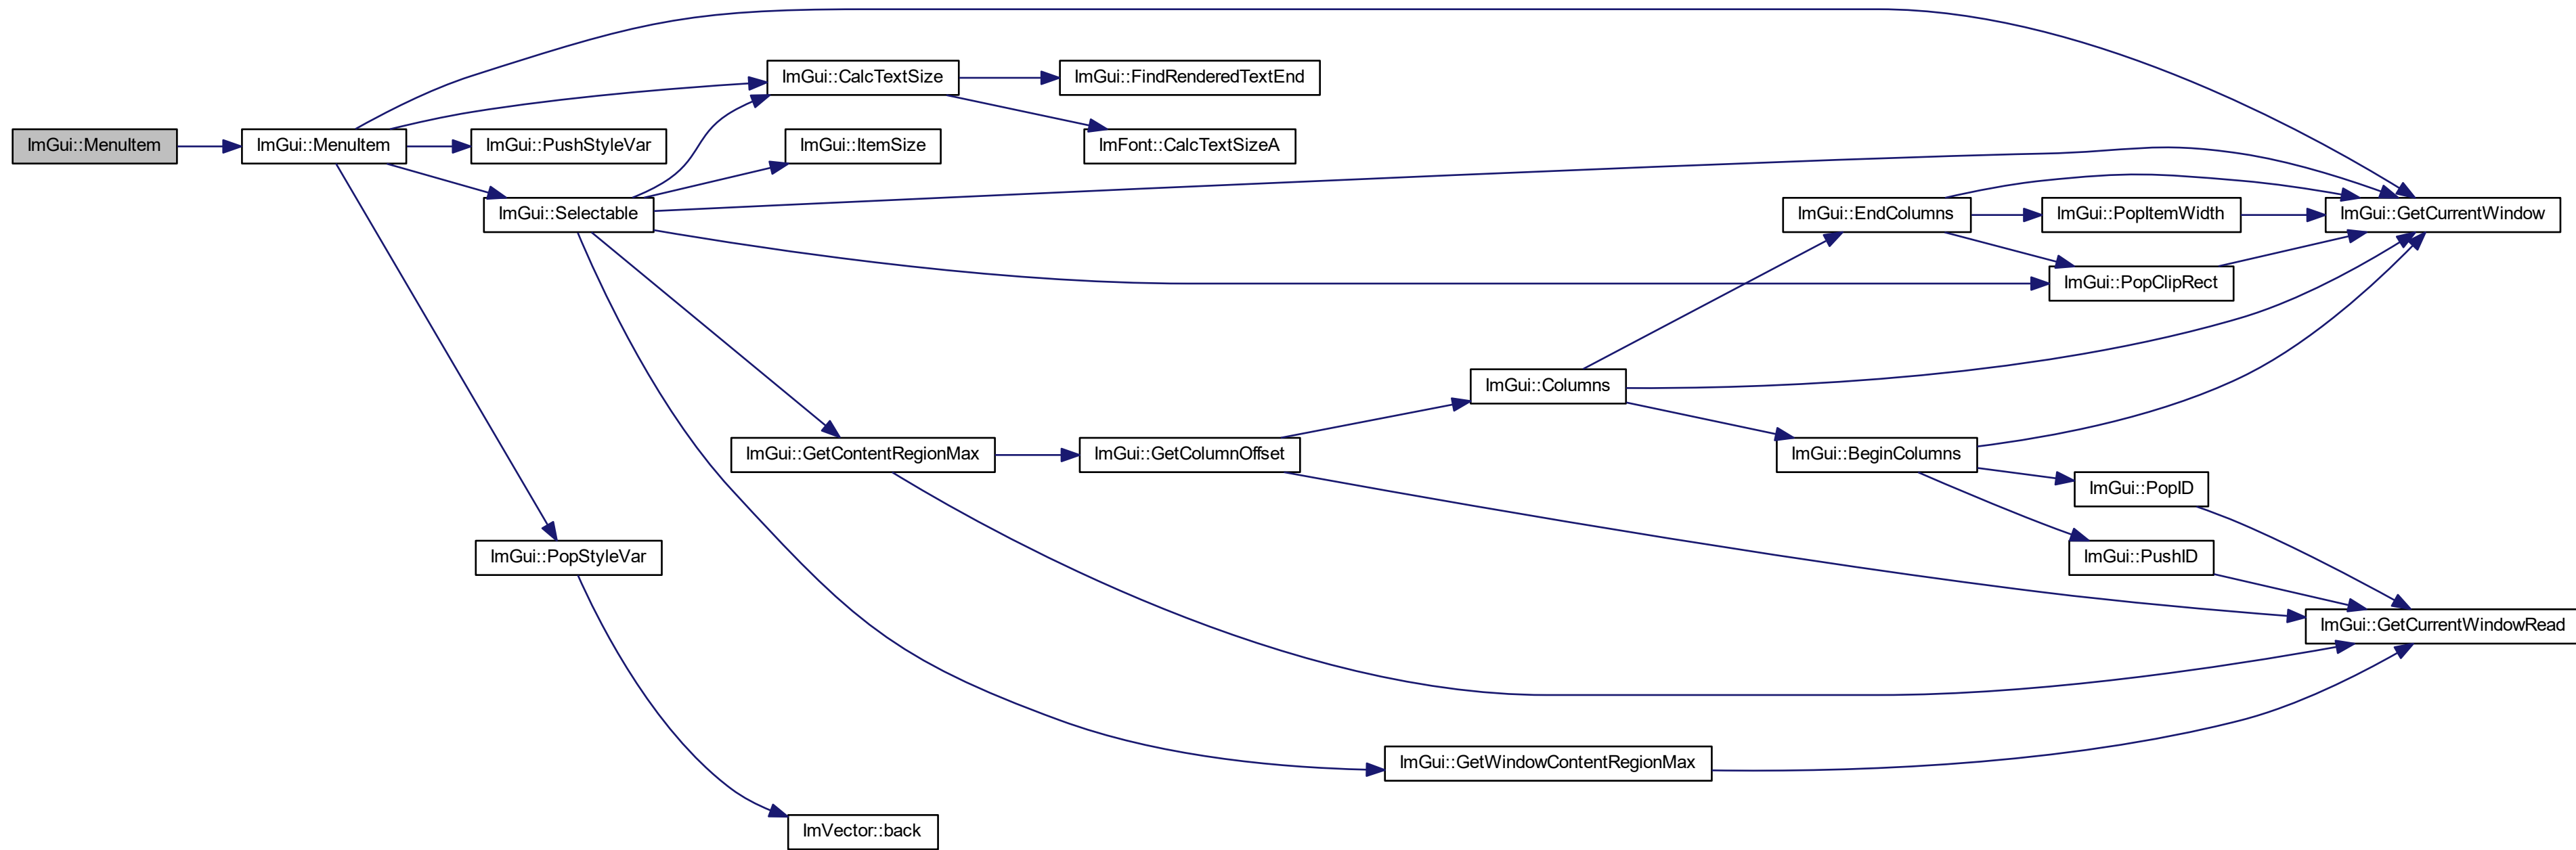 ImGui::MenuItem
ImGui::MenuItem
ImGui::CalcTextSize
ImGui::FindRenderedTextEnd
ImGui::PushStyleVar
ImGui::ItemSize
ImFont::CalcTextSizeA
ImGui::Selectable
ImGui::EndColumns
ImGui::PopItemWidth
ImGui::GetCurrentWindow
ImGui::PopClipRect
ImGui::Columns
ImGui::GetContentRegionMax
ImGui::GetColumnOffset
ImGui::BeginColumns
ImGui::PopID
ImGui::PopStyleVar
ImGui::PushID
ImGui::GetCurrentWindowRead
ImGui::GetWindowContentRegionMax
ImVector::back